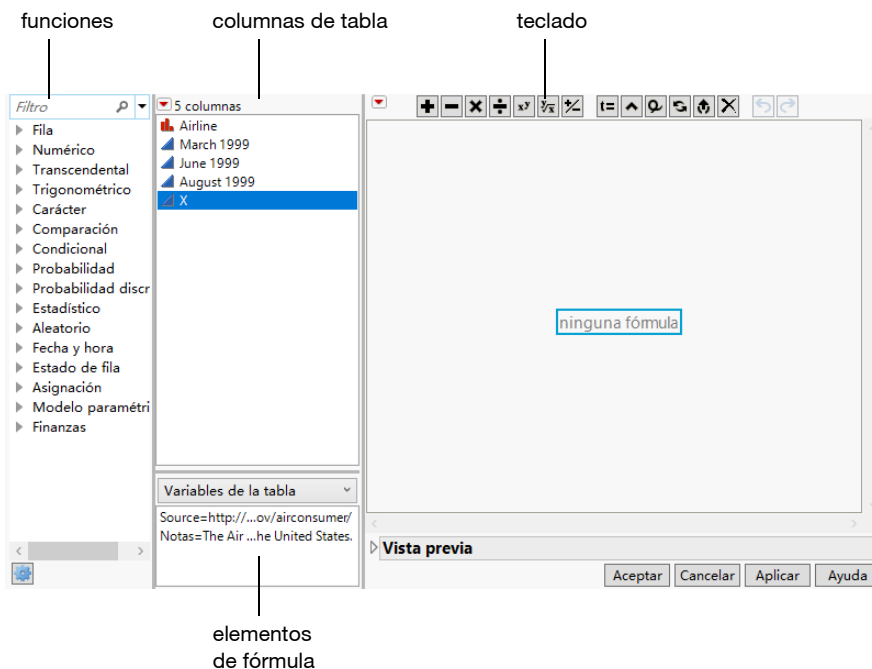 funciones
columnas de tabla
teclado
Filtro
Fila
Numérico
Transcendental
Trigonométrico
Carácter
Comparación
Condicional
Probabilidad
Probabilidad discr
Estadístico
Aleatorio
Fecha y hora
Estado de fila
Asignación
Modelo paramétri
Finanzas
5 columnas
Airline
March 1999
June 1999
August 1999
X
Variables de la tabla
Source=http://...ov/airconsumer/
Notas=The Air ...he United States.
t=
ninguna fórmula
Vista previa
Aceptar
Cancelar
Aplicar
Ayuda
elementos
de fórmula